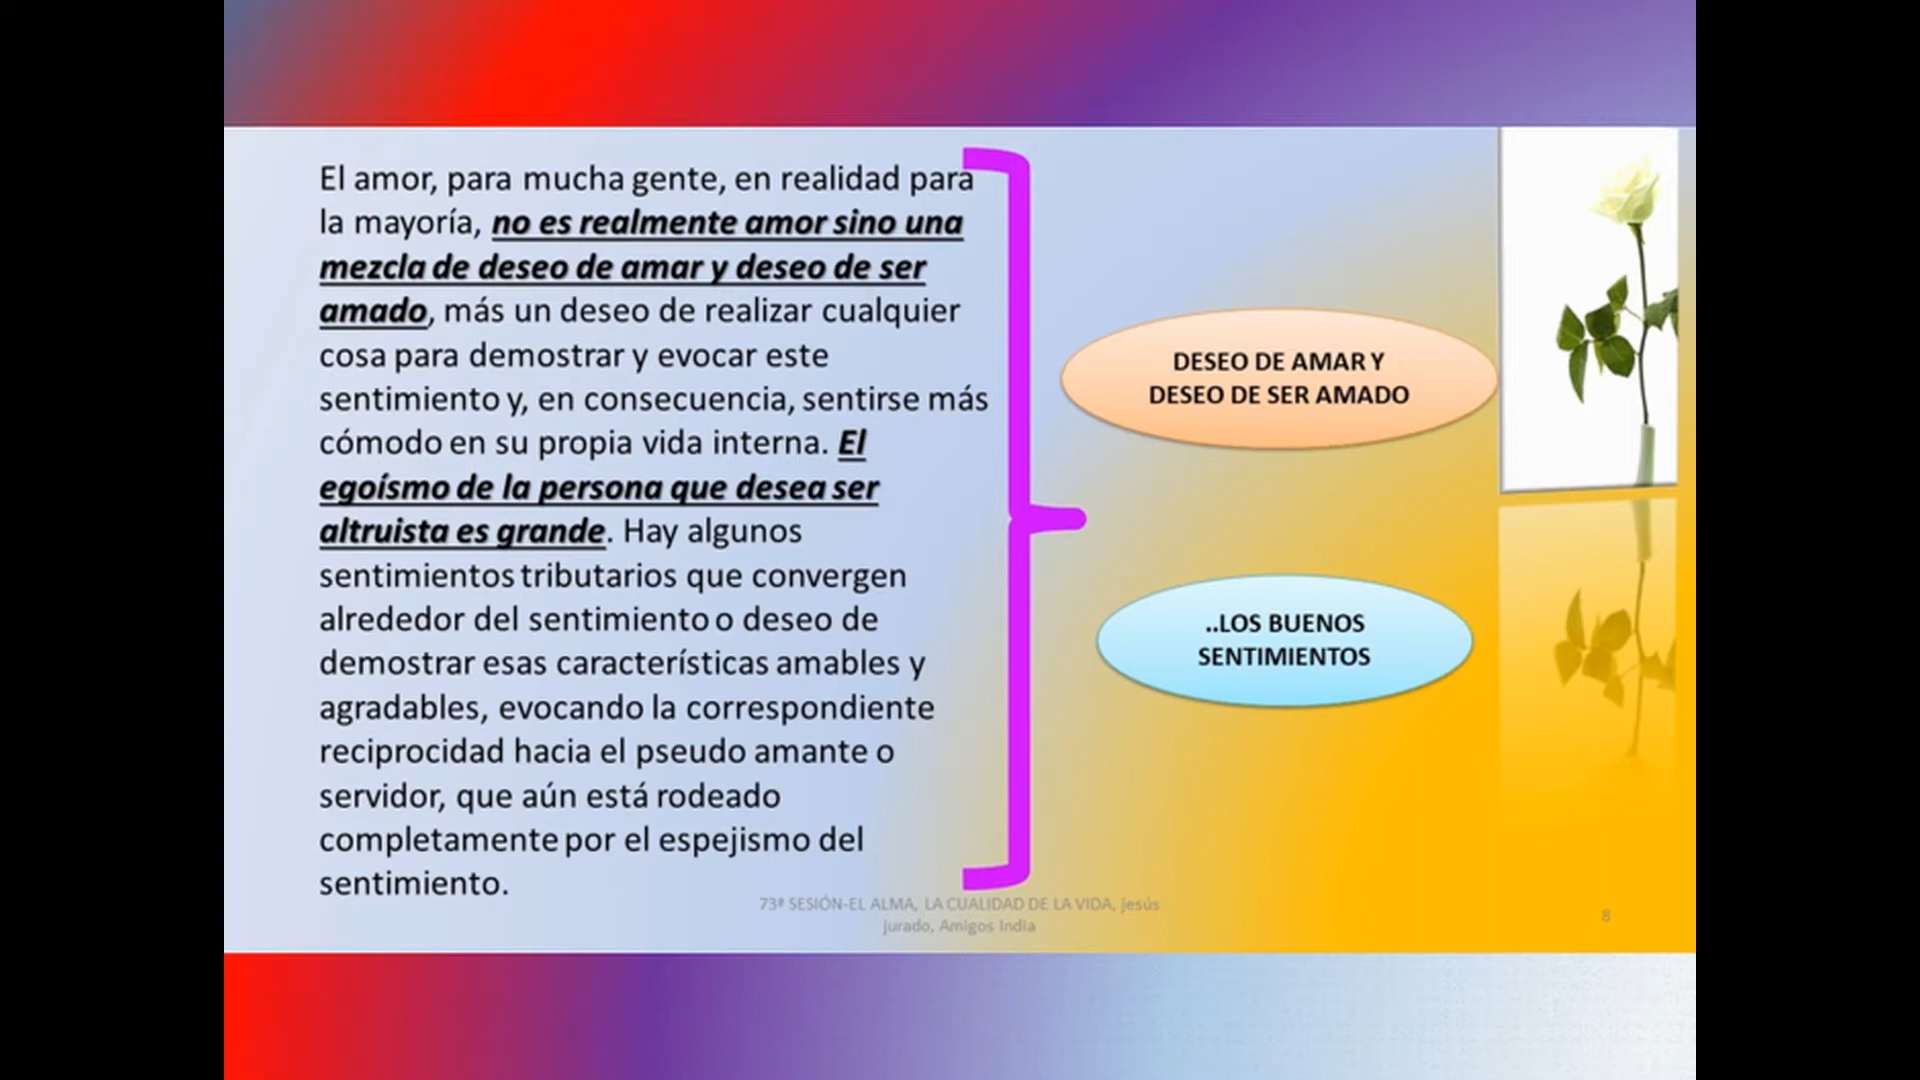 El amor, para mucha gente, en realidad para
la mayoría, no es realmente amor sino una
mezcla de deseo de amar y deseo de ser
amado, más un deseo de realizar cualquier
cosa para demostrar y evocar este
sentimiento y, en consecuencia, sentirse más
cómodo en su propia vida interna. El
egoísmo de la persona que desea ser
altruista es grande. Hay algunos
sentimientos tributarios que convergen
alrededor del sentimiento o deseo de
demostrar esas características amables y
agradables, evocando la correspondiente
reciprocidad hacia el pseudo amante o
servidor, que aún está rodeado
completamente por el espejismo del
sentimiento.
DESEO DE AMAR Y
DESEO DE SER AMADO
..LOS BUENOS
SENTIMIENTOS
73ª SESIÓN-EL ALMA, LA CUALIDAD DE LA VIDA, jesús
jurado, Amigos India
8